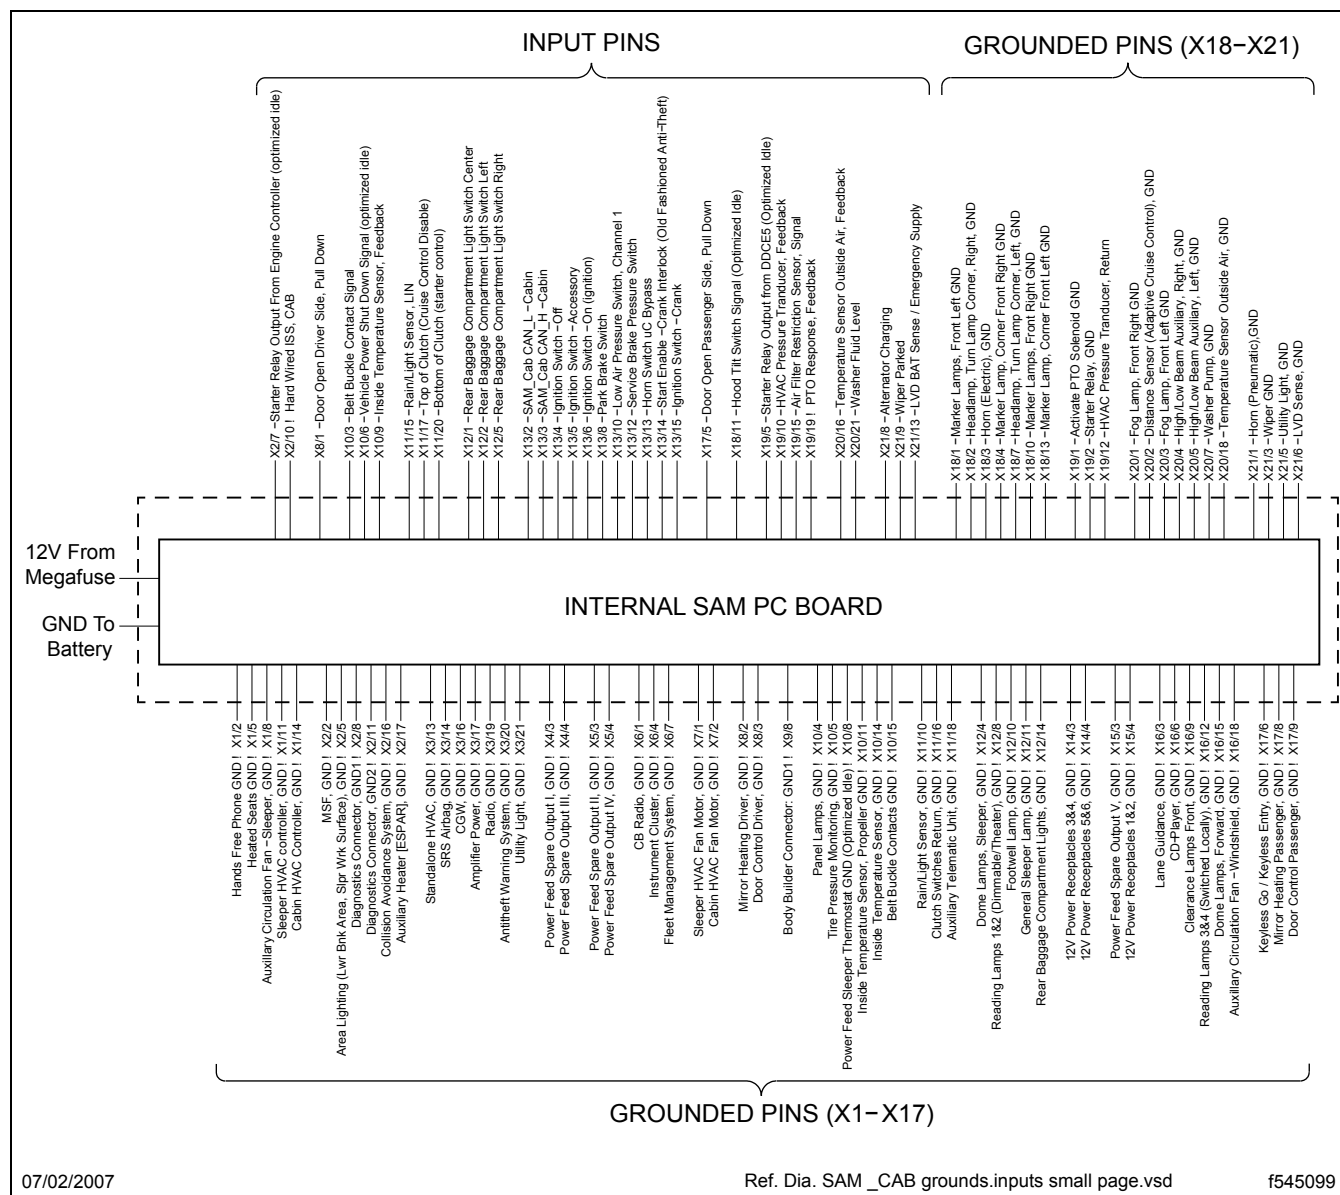 INPUT PINS
GROUNDED PINS (X18−X21)
X2/7 −Starter Relay Output From Engine Controller (optimized idle)
X2/10 ! Hard Wired ISS, CAB
X8/1 −Door Open Driver Side, Pull Down
X10/3 −Belt Buckle Contact Signal
X10/6 −Vehicle Power Shut Down Signal (optimized idle)
X10/9 −Inside Temperature Sensor, Feedback
X11/15 −Rain/Light Sensor, LIN
X11/17 −Top of Clutch (Cruise Control Disable)
X11/20 −Bottom of Clutch (starter control)
X12/1 −Rear Baggage Compartment Light Switch Center
X12/2 −Rear Baggage Compartment Light Switch Left
X12/5 −Rear Baggage Compartment Light Switch Right
X13/2 −SAM_Cab CAN_L −Cabin
X13/3 −SAM_Cab CAN_H −Cabin
X13/4 −Ignition Switch −Off
X13/5 −Ignition Switch −Accessory
X13/6 −Ignition Switch −On (ignition)
X13/8 −Park Brake Switch
X13/10 −Low Air Pressure Switch, Channel 1
X13/12 −Service Brake Pressure Switch
X13/13 −Horn Switch uC Bypass
X13/14 −Start Enable −Crank Interlock (Old Fashioned Anti−Theft)
X13/15 −Ignition Switch −Crank
X17/5 −Door Open Passenger Side, Pull Down
X18/11 −Hood Tilt Switch Signal (Optimized Idle)
X19/5 −Starter Relay Output from DDCE5 (Optimized Idle)
X19/10 −HVAC Pressure Tranducer, Feedback
X19/15 −Air Filter Restriction Sensor, Signal
X19/19 ! PTO Response, Feedback
X20/16 −Temperature Sensor Outside Air, Feedback
X20/21 −Washer Fluid Level
X21/8 −Alternator Charging
X21/9 −Wiper Parked
X21/13 −LVD BAT Sense / Emergency Supply
X18/1 −Marker Lamps, Front Left GND
X18/2 −Headlamp, Turn Lamp Corner, Right, GND
X18/3 −Horn (Electric), GND
X18/4 −Marker Lamp, Corner Front Right GND
X18/7 −Headlamp, Turn Lamp Corner, Left, GND
X18/10 −Marker Lamps, Front Right GND
X18/13 −Marker Lamp, Corner Front Left GND
X19/1 −Activate PTO Solenoid GND
X19/2 −Starter Relay, GND
X19/12 −HVAC Pressure Tranducer, Return
X20/1 −Fog Lamp, Front Right GND
X20/2 −Distance Sensor (Adaptive Cruise Control), GND
X20/3 −Fog Lamp, Front Left GND
X20/4 −High/Low Beam Auxiliary, Right, GND
X20/5 −High/Low Beam Auxiliary, Left, GND
X20/7 −Washer Pump, GND
X20/18 −Temperature Sensor Outside Air, GND
X21/1 −Horn (Pneumatic),GND
X21/3 −Wiper GND
X21/5 −Utility Light, GND
X21/6 −LVD Sense, GND
12V From
Megafuse
INTERNAL SAM PC BOARD
GND To
Battery
Hands Free Phone GND ! X1/2
Heated Seats GND ! X1/5
Auxillary Circulation Fan −Sleeper, GND ! X1/8
Sleeper HVAC controller, GND ! X1/11
Cabin HVAC Controller, GND ! X1/14
MSF, GND ! X2/2
Area Lighting (Lwr Bnk Area, Slpr Wrk Surface), GND ! X2/5
Diagnostics Connector, GND1 ! X2/8
Diagnostics Connector, GND2 ! X2/11
Collision Avoidance System, GND ! X2/16
Auxiliary Heater [ESPAR], GND ! X2/17
Standalone HVAC, GND ! X3/13
SRS Airbag, GND ! X3/14
CGW, GND ! X3/16
Amplifier Power, GND ! X3/17
Radio, GND ! X3/19
Antitheft Warning System, GND ! X3/20
Utility Light, GND ! X3/21
Power Feed Spare Output I, GND ! X4/3
Power Feed Spare Output III, GND ! X4/4
Power Feed Spare Output II, GND ! X5/3
Power Feed Spare Output IV, GND ! X5/4
CB Radio, GND ! X6/1
Instrument Cluster, GND ! X6/4
Fleet Management System, GND ! X6/7
Sleeper HVAC Fan Motor, GND ! X7/1
Cabin HVAC Fan Motor, GND ! X7/2
Mirror Heating Driver, GND ! X8/2
Door Control Driver, GND ! X8/3
Body Builder Connector: GND1 ! X9/8
Panel Lamps, GND ! X10/4
Tire Pressure Monitoring, GND ! X10/5
Power Feed Sleeper Thermostat GND (Optimized Idle) ! X10/8
Inside Temperature Sensor, Propeller GND ! X10/11
Inside Temperature Sensor, GND ! X10/14
Belt Buckle Contacts GND ! X10/15
Rain/Light Sensor, GND ! X11/10
Clutch Switches Return, GND ! X11/16
Auxiliary Telematic Unit, GND ! X11/18
Dome Lamps, Sleeper, GND ! X12/4
Reading Lamps 1&2 (Dimmable/Theater), GND ! X12/8
Footwell Lamp, GND ! X12/10
General Sleeper Lamp, GND ! X12/11
Rear Baggage Compartment Lights, GND ! X12/14
12V Power Receptacles 3&4, GND ! X14/3
12V Power Receptacles 5&6, GND ! X14/4
Power Feed Spare Output V, GND ! X15/3
12V Power Receptacles 1&2, GND ! X15/4
Lane Guidance, GND ! X16/3
CD−Player, GND ! X16/6
Clearance Lamps Front, GND ! X16/9
Reading Lamps 3&4 (Switched Locally), GND ! X16/12
Dome Lamps, Forward, GND ! X16/15
Auxillary Circulation Fan −Windshield, GND ! X16/18
Keyless Go / Keyless Entry, GND ! X17/6
Mirror Heating Passenger, GND ! X17/8
Door Control Passenger, GND ! X17/9
GROUNDED PINS (X1−X17)
07/02/2007
Ref. Dia. SAM _CAB grounds.inputs small page.vsd
f545099